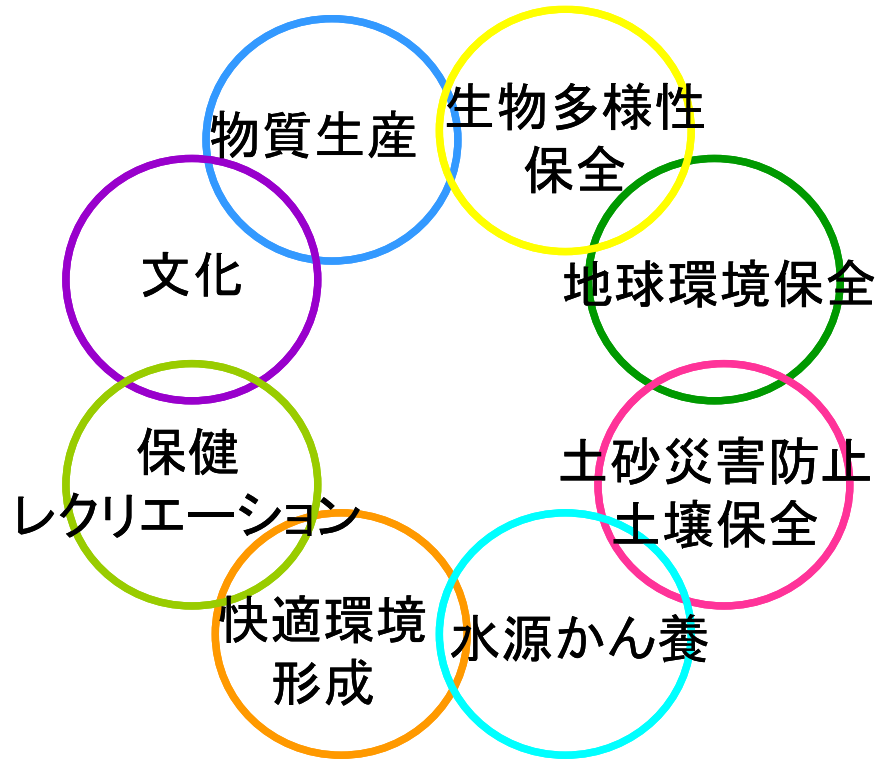 物質生産
生物多様性
保全
文化
地球環境保全
保健
レクリエーション
土砂災害防止
土壌保全
快適環境
形成
水源かん養